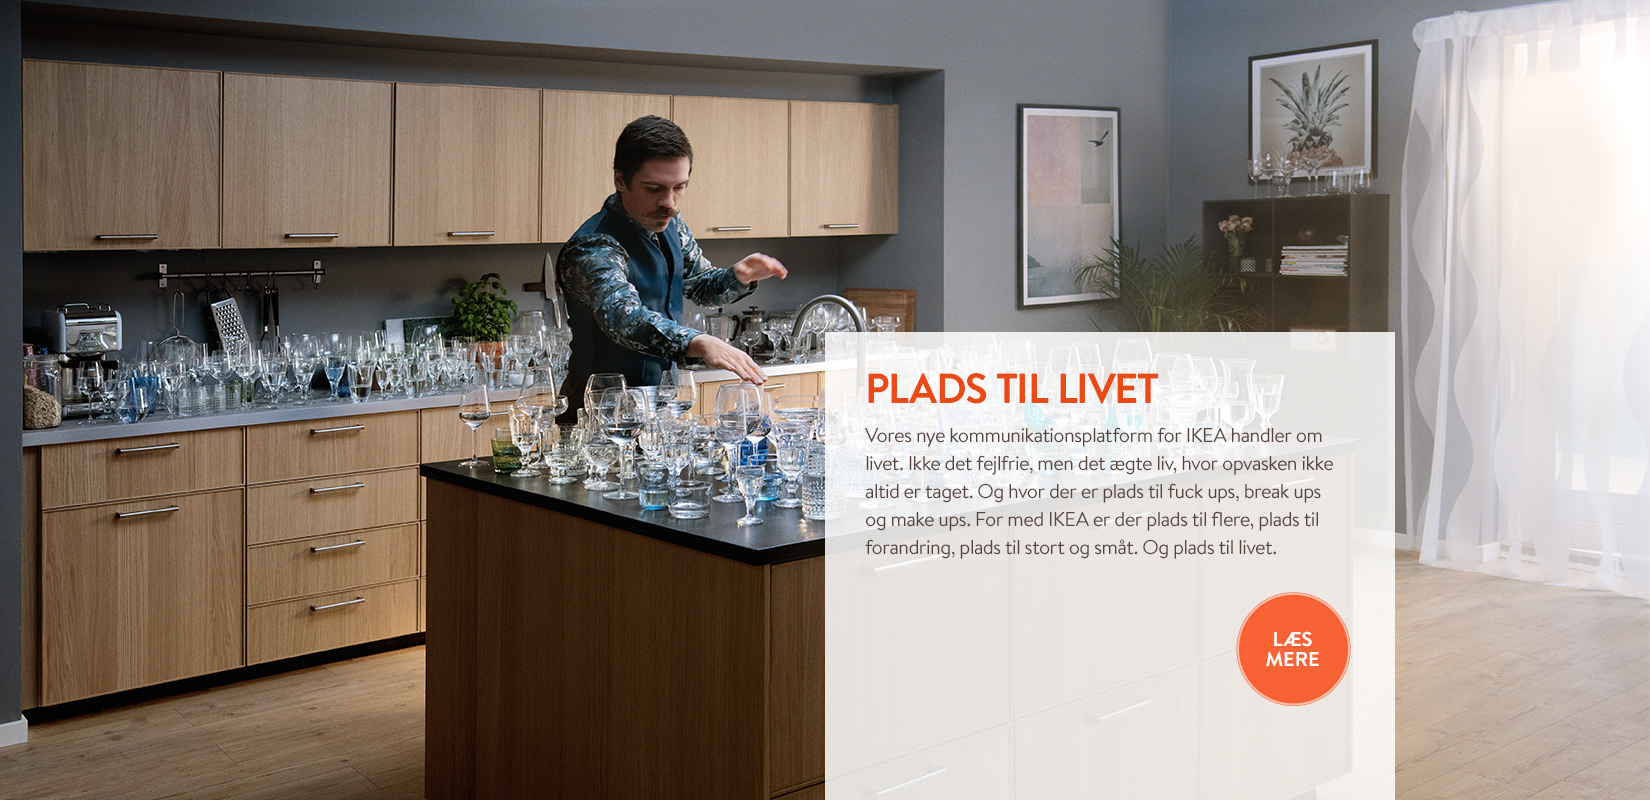 PLADS TIL LIVET
Vores nye kommunikationsplatform for IKEA handler om
livet. Ikke det fejlfrie, men det ægte liv, hvor opvasken ikke
altid er taget. Og hvor der er plads til fuck ups, break ups
og make ups. For med IKEA er der plads til flere, plads til
forandring, plads til stort og småt. Og plads til livet.
LÆS
MERE